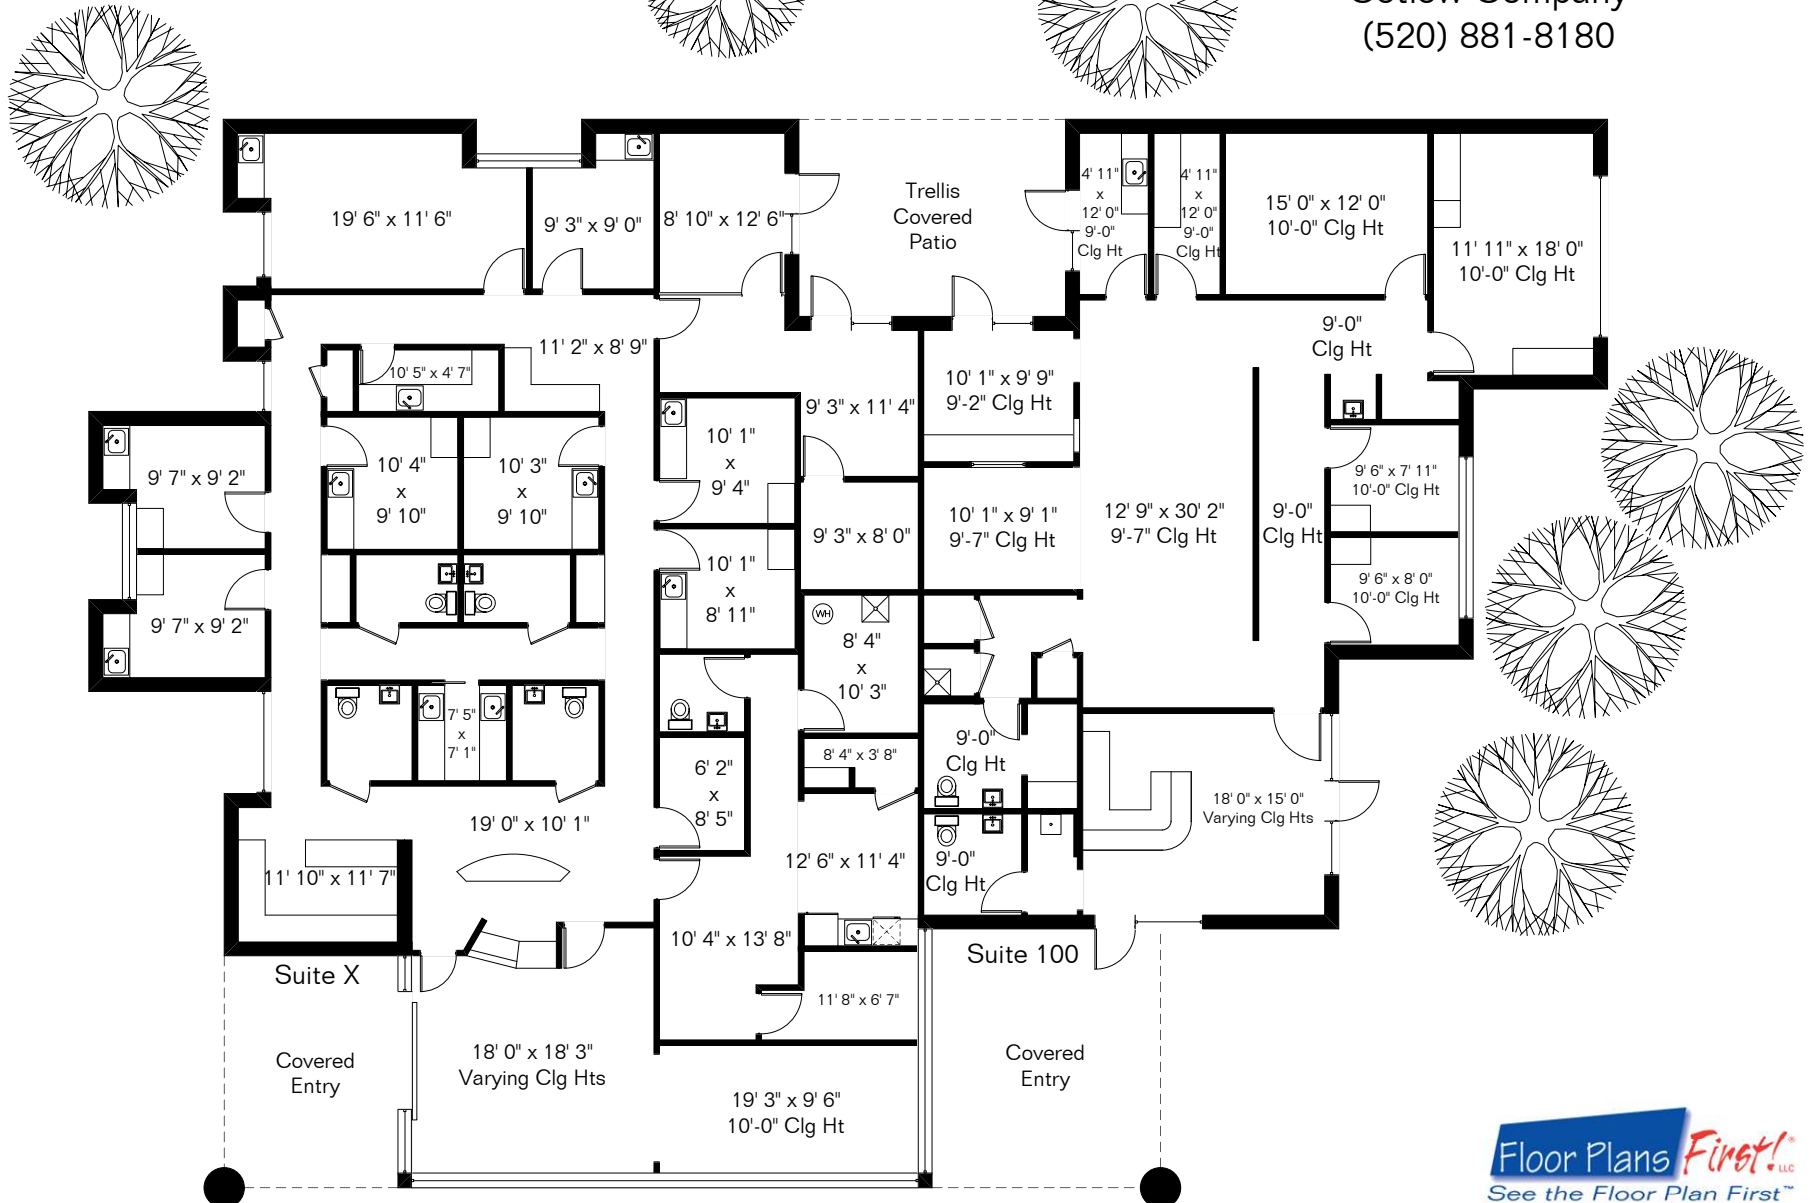 Company
(520) 881-8180
19' 6" x 11' 6"
9' 3" x 9' 0"
8' 10" x 12' 6"
Trellis
Covered
Patio
4' 11"
x
12' 0"
9'-0"
Clg Ht
4' 11"
x
12' 0"
9'-0"
Clg Ht
15' 0" x 12' 0"
10'-0" Clg Ht
11' 11" x 18' 0"
10'-0" Clg Ht
9'-0"
Clg Ht
11' 2" x 8' 9"
10' 5" x 4' 7"
9' 3" x 11' 4"
10' 1" x 9' 9"
9'-2" Clg Ht
9' 7" x 9' 2"
10' 4"
x
9' 10"
10' 3"
x
9' 10"
10' 1"
x
9' 4"
9' 3" x 8' 0"
10' 1" x 9' 1"
9'-7" Clg Ht
12' 9" x 30' 2"
9'-7" Clg Ht
9'-0"
Clg Ht
9' 6" x 7' 11"
10'-0" Clg Ht
10' 1"
x
8' 11"
9' 6" x 8' 0"
10'-0" Clg Ht
9' 7" x 9' 2"
WH
8' 4"
x
10' 3"
7' 5"
x
7' 1"
8' 4" x 3' 8"
9'-0"
Clg Ht
6' 2"
x
8' 5"
18' 0" x 15' 0"
Varying Clg Hts
19' 0" x 10' 1"
12' 6" x 11' 4"
9'-0"
Clg Ht
11' 10" x 11' 7"
10' 4" x 13' 8"
Suite X
Suite 100
11' 8" x 6' 7"
Covered
Entry
18' 0" x 18' 3"
Varying Clg Hts
Covered
Entry
19' 3" x 9' 6"
10'-0" Clg Ht
Floor Plans First! LLC
See the Floor Plan First™